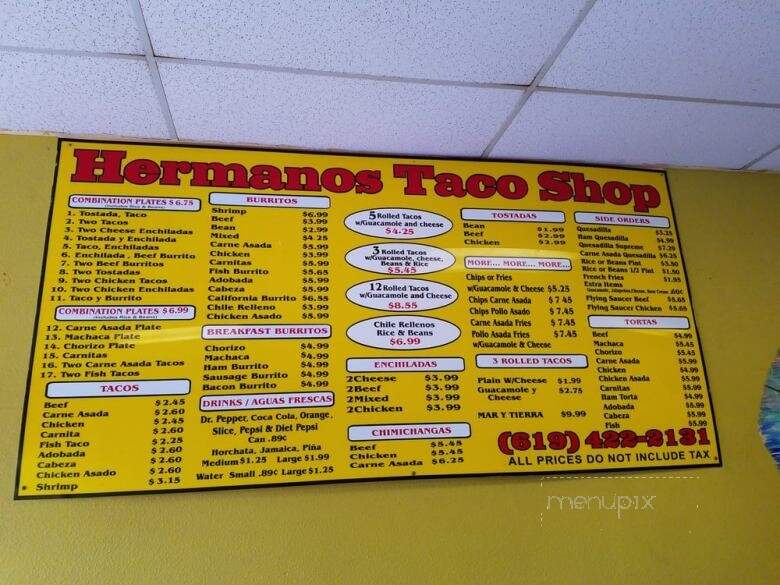 Hermanos Taco Shop
COMBINATION PLATES $6.75
(Includes Rice & Beans)
1. Tostada, Taco
2. Two Tacos
3. Two Cheese Enchiladas
4. Tostada y Enchilada
5. Taco, Enchiladas
6. Enchilada, Beef Burrito
7. Two Beef Burritos
8. Two Tostadas
9. Two Chicken Tacos
10. Two Chicken Enchiladas
11. Taco y Burrito
COMBINATION PLATES $6.99
(Includes Rice & Beans)
12. Carne Asada Plate
13. Machaca Plate
14. Chorizo Plate
15. Carnitas
16. Two Carne Asada Tacos
17. Two Fish Tacos
TACOS
Beef $2.45
Carne Asada $2.60
Chicken $2.45
Carnita $2.60
Fish Taco $2.25
Adobada $2.60
Cabeza $2.60
Chicken Asado $2.60
Shrimp $3.15
BURRITOS
Shrimp $6.99
Beef $3.99
Bean $2.99
Mixed $4.25
Carne Asada $5.99
Chicken $3.99
Carnitas $5.99
Fish Burrito $5.65
Adobada $5.99
Cabeza $5.99
California Burrito $6.55
Chile Relleno $3.99
Chicken Asado $5.99
BREAKFAST BURRITOS
Chorizo $4.99
Machaca $4.99
Ham Burrito $4.99
Sausage Burrito $4.99
Bacon Burrito $4.99
DRINKS / AGUAS FRESCAS
Dr. Pepper, Coca Cola, Orange,
Slice, Pepsi & Diet Pepsi
Can .89¢
Horchata, Jamaica, Piña
Medium $1.25 Large $1.99
Water Small .89¢ Large $1.25
5 Rolled Tacos
w/Guacamole and cheese
$4.25
3 Rolled Tacos
w/Guacamole, cheese,
Beans & Rice
$5.45
12 Rolled Tacos
w/Guacamole and Cheese
$8.55
Chile Rellenos
Rice & Beans
$6.99
ENCHILADAS
2Cheese $3.99
2Beef $3.99
2Mixed $3.99
2Chicken $3.99
CHIMICHANGAS
Beef $5.45
Chicken $5.45
Carne Asada $6.25
TOSTADAS
Bean $1.99
Beef $2.99
Chicken $2.99
MORE.... MORE... MORE...
Chips or Fries
w/Guacamole & Cheese $5.25
Chips Carne Asada $7.45
Chips Pollo Asado $7.45
Carne Asada Fries $7.45
Pollo Asada Fries $7.45
w/Guacamole & Cheese
3 ROLLED TACOS
Plain W/Cheese $1.99
Guacamole y $2.75
Cheese
MAR Y TIERRA $9.99
SIDE ORDERS
Quesadilla $3.25
Ham Quesadilla $4.99
Quesadilla Supreme $7.29
Carne Asada Quesadilla $6.25
Rice or Beans Pint $3.50
Rice or Beans 1/2 Pint $1.50
French Fries $1.95
Extra Items
Guacamole, Jalapeños, Cheese, Sour Cream .60¢
Flying Saucer Beef $5.65
Flying Saucer Chicken $5.65
TORTAS
Beef $4.99
Machaca $5.45
Chorizo $5.45
Carne Asada $5.99
Chicken $4.99
Chicken Asada $5.99
Carnitas $5.99
Ham Torta $4.99
Adobada $5.99
Cabeza $5.99
Fish $5.99
(619) 422-2131
ALL PRICES DO NOT INCLUDE TAX
menupix